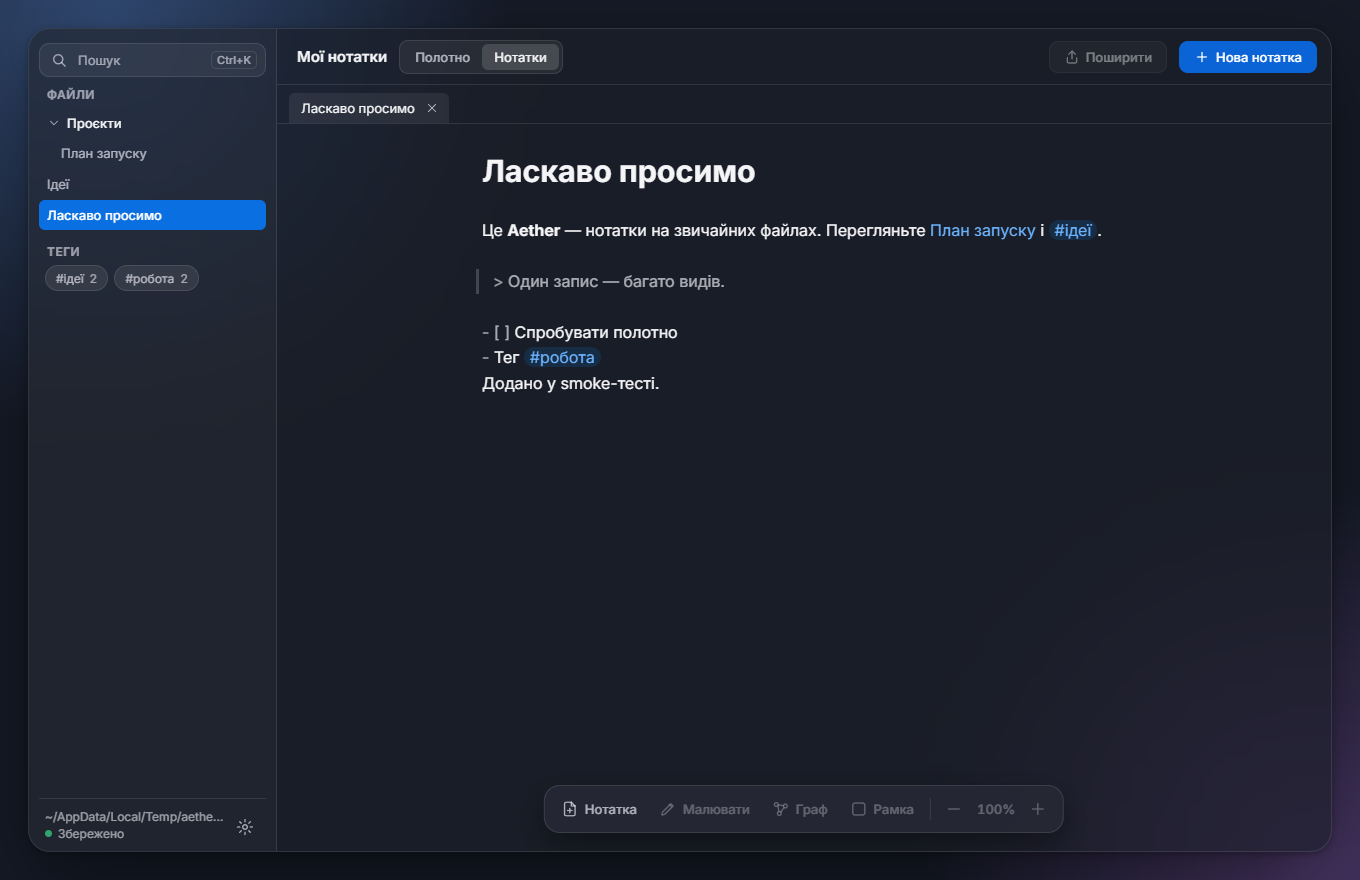 Пошук Ctrl+K
ФАЙЛИ
Проєкти
План запуску
Ідеї
Ласкаво просимо
ТЕГИ
#ідеї 2 #робота 2
~/AppData/Local/Temp/aethe...
Збережено
Мої нотатки Полотно Нотатки Поширити + Нова нотатка
Ласкаво просимо ×
Ласкаво просимо
Це Aether — нотатки на звичайних файлах. Перегляньте План запуску і #ідеї .
> Один запис — багато видів.
- [ ] Спробувати полотно
- Тег #робота
Додано у smoke-тесті.
Нотатка Малювати Граф Рамка — 100% +